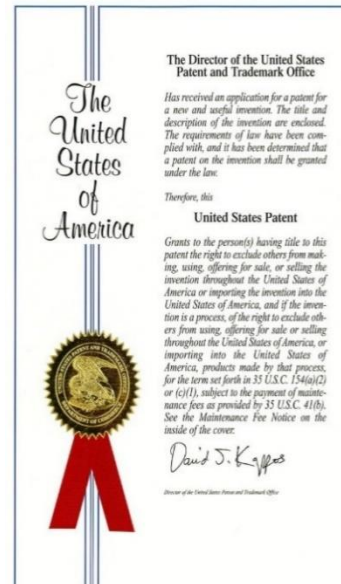 The
United
States
of
America
The Director of the United States
Patent and Trademark Office
Has received an application for a patent for
a new and useful invention. The title and
description of the invention are enclosed.
The requirements of law have been com-
plied with, and it has been determined that
a patent on the invention shall be granted
under the law.
Therefore, this
United States Patent
Grants to the person(s) having title to this
patent the right to exclude others from mak-
ing, using, offering for sale, or selling the
invention throughout the United States of
America or importing the invention into the
United States of America, and if the inven-
tion is a process, of the right to exclude oth-
ers from using, offering for sale or selling
throughout the United States of America, or
importing into the United States of
America, products made by that process,
for the term set forth in 35 U.S.C. 154(a)(2)
or (c)(1), subject to the payment of mainte-
nance fees as provided by 35 U.S.C. 41(b).
See the Maintenance Fee Notice on the
inside of the cover.
David J. Kappos
Director of the United States Patent and Trademark Office